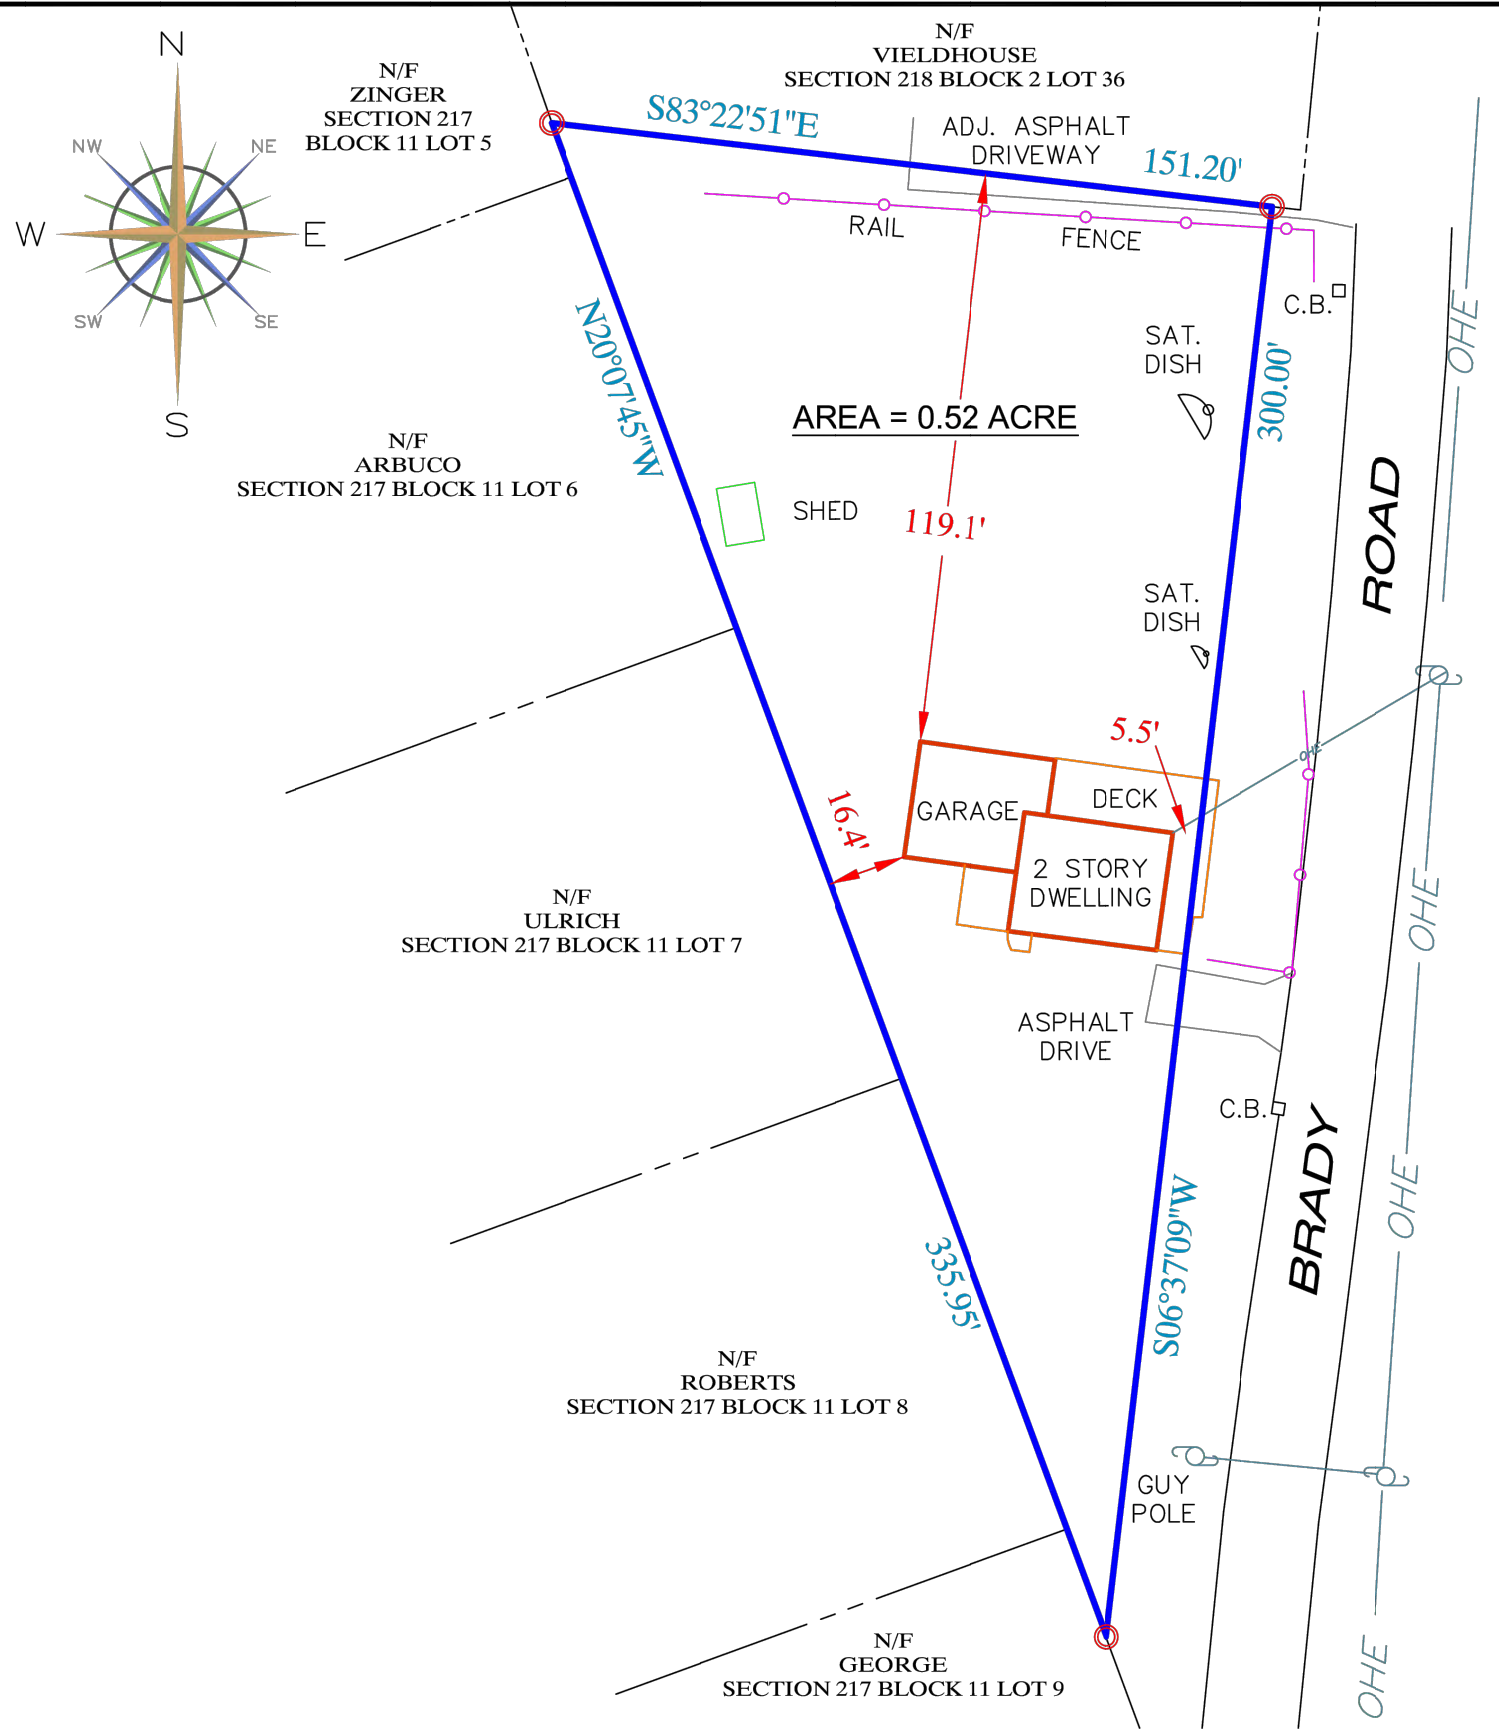 N
NW
NE
W
E
SW
SE
S
N/F
ZINGER
SECTION 217
BLOCK 11 LOT 5
N/F
VIELDHOUSE
SECTION 218 BLOCK 2 LOT 36
S83°22'51"E
ADJ. ASPHALT
DRIVEWAY
151.20'
RAIL
FENCE
C.B.
OHE
SAT.
DISH
N20°07'45"W
300.00'
AREA = 0.52 ACRE
N/F
ARBUCO
SECTION 217 BLOCK 11 LOT 6
SHED
119.1'
ROAD
SAT.
DISH
5.5'
OHE
16.4'
GARAGE
DECK
2 STORY
DWELLING
N/F
ULRICH
SECTION 217 BLOCK 11 LOT 7
OHE
ASPHALT
DRIVE
C.B.
BRADY
OHE
335.95'
S06°37'09"W
N/F
ROBERTS
SECTION 217 BLOCK 11 LOT 8
GUY
POLE
N/F
GEORGE
SECTION 217 BLOCK 11 LOT 9
OHE